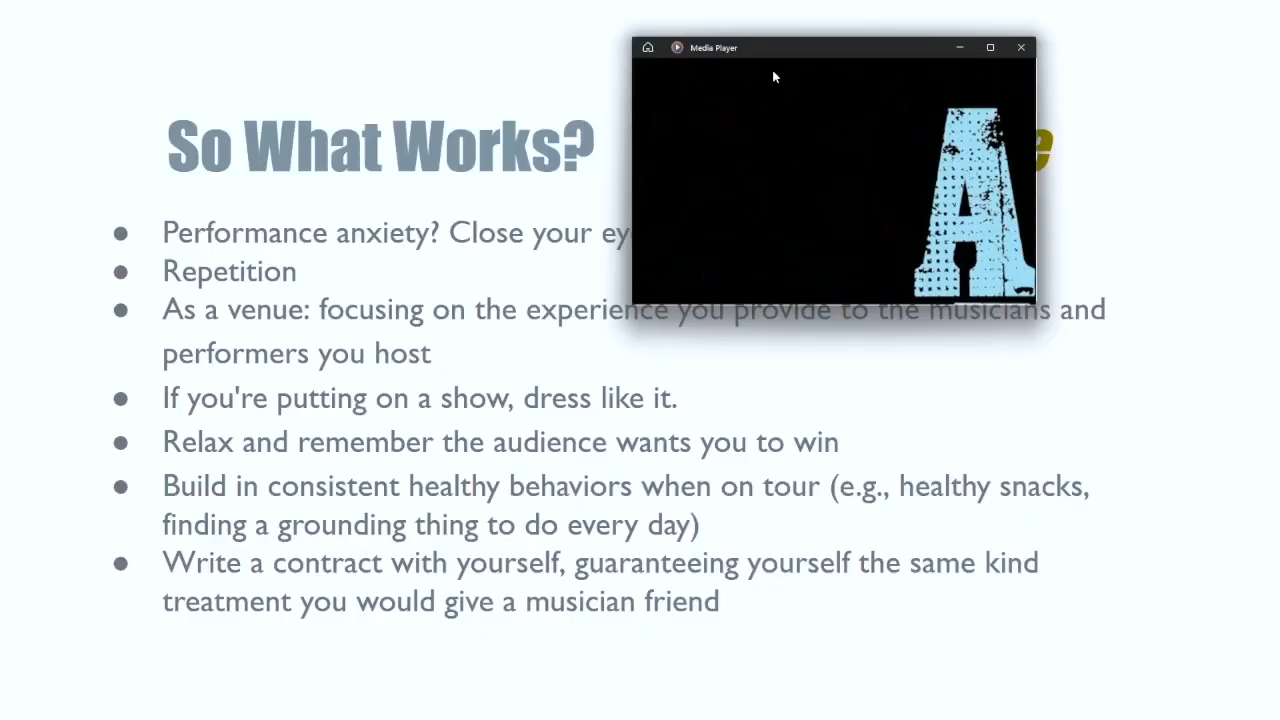 Media Player
A
So What Works?
● Performance anxiety? Close your
● Repetition
● As a venue: focusing on the experience you provide to the musicians and
performers you host
● If you're putting on a show, dress like it.
● Relax and remember the audience wants you to win
● Build in consistent healthy behaviors when on tour (e.g., healthy snacks,
finding a grounding thing to do every day)
● Write a contract with yourself, guaranteeing yourself the same kind
treatment you would give a musician friend